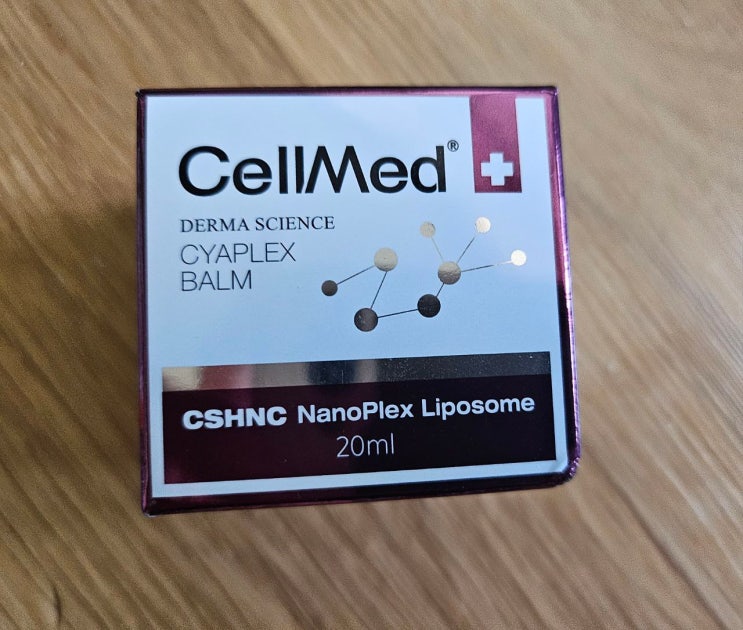 CellMed®
DERMA SCIENCE
CYAPLEX
BALM
CSHNC NanoPlex Liposome
20ml